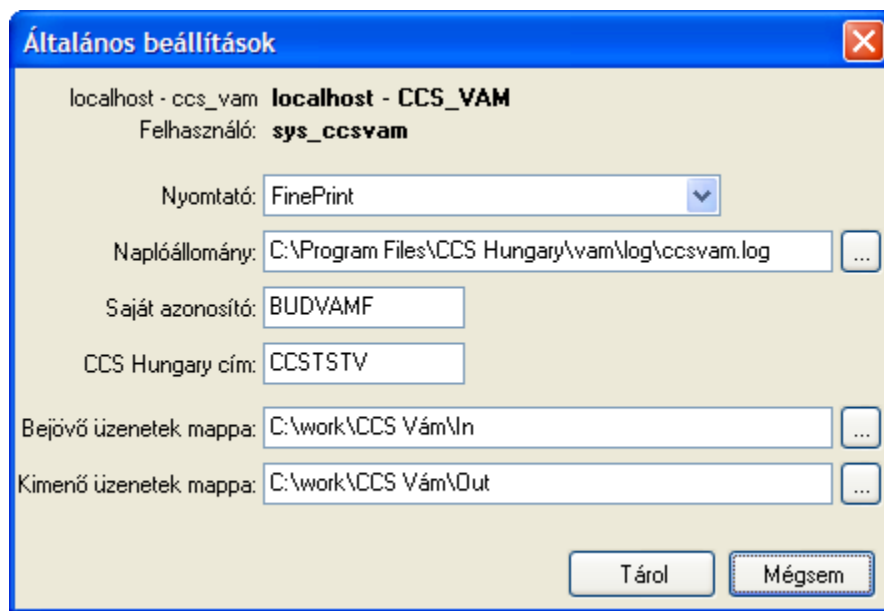 Általános beállítások
localhost - ccs_vam localhost - CCS_VAM
Felhasználó: sys_ccsvam
Nyomtató: FinePrint
Naplóállomány: C:\Program Files\CCS Hungary\vam\log\ccsvam.log ...
Saját azonosító: BUDVAMF
CCS Hungary cím: CCSTSTV
Bejövő üzenetek mappa: C:\work\CCS Vám\In ...
Kimenő üzenetek mappa: C:\work\CCS Vám\Out ...
Tárol Mégsem